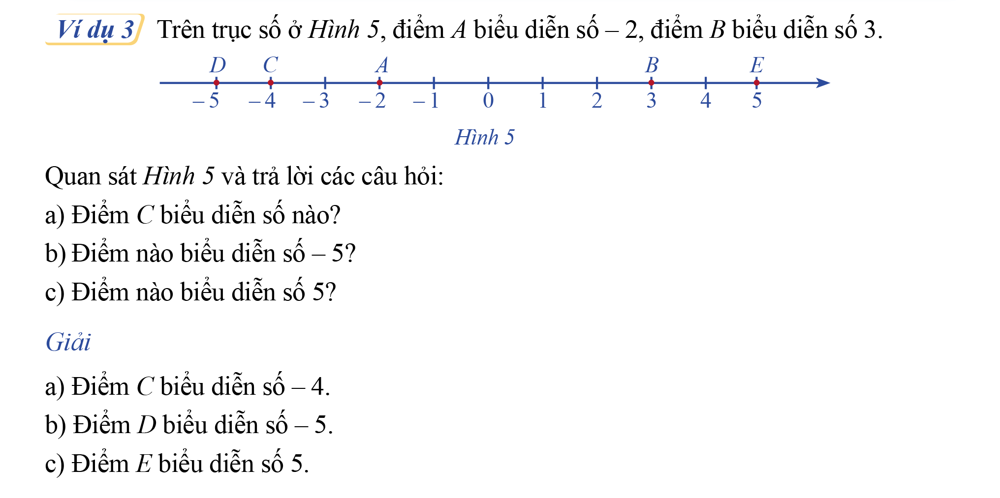 Ví dụ 3 Trên trục số ở Hình 5, điểm A biểu diễn số – 2, điểm B biểu diễn số 3.
D C A B E
– 5 – 4 – 3 – 2 – 1 0 1 2 3 4 5
Hình 5
Quan sát Hình 5 và trả lời các câu hỏi:
a) Điểm C biểu diễn số nào?
b) Điểm nào biểu diễn số – 5?
c) Điểm nào biểu diễn số 5?
Giải
a) Điểm C biểu diễn số – 4.
b) Điểm D biểu diễn số – 5.
c) Điểm E biểu diễn số 5.